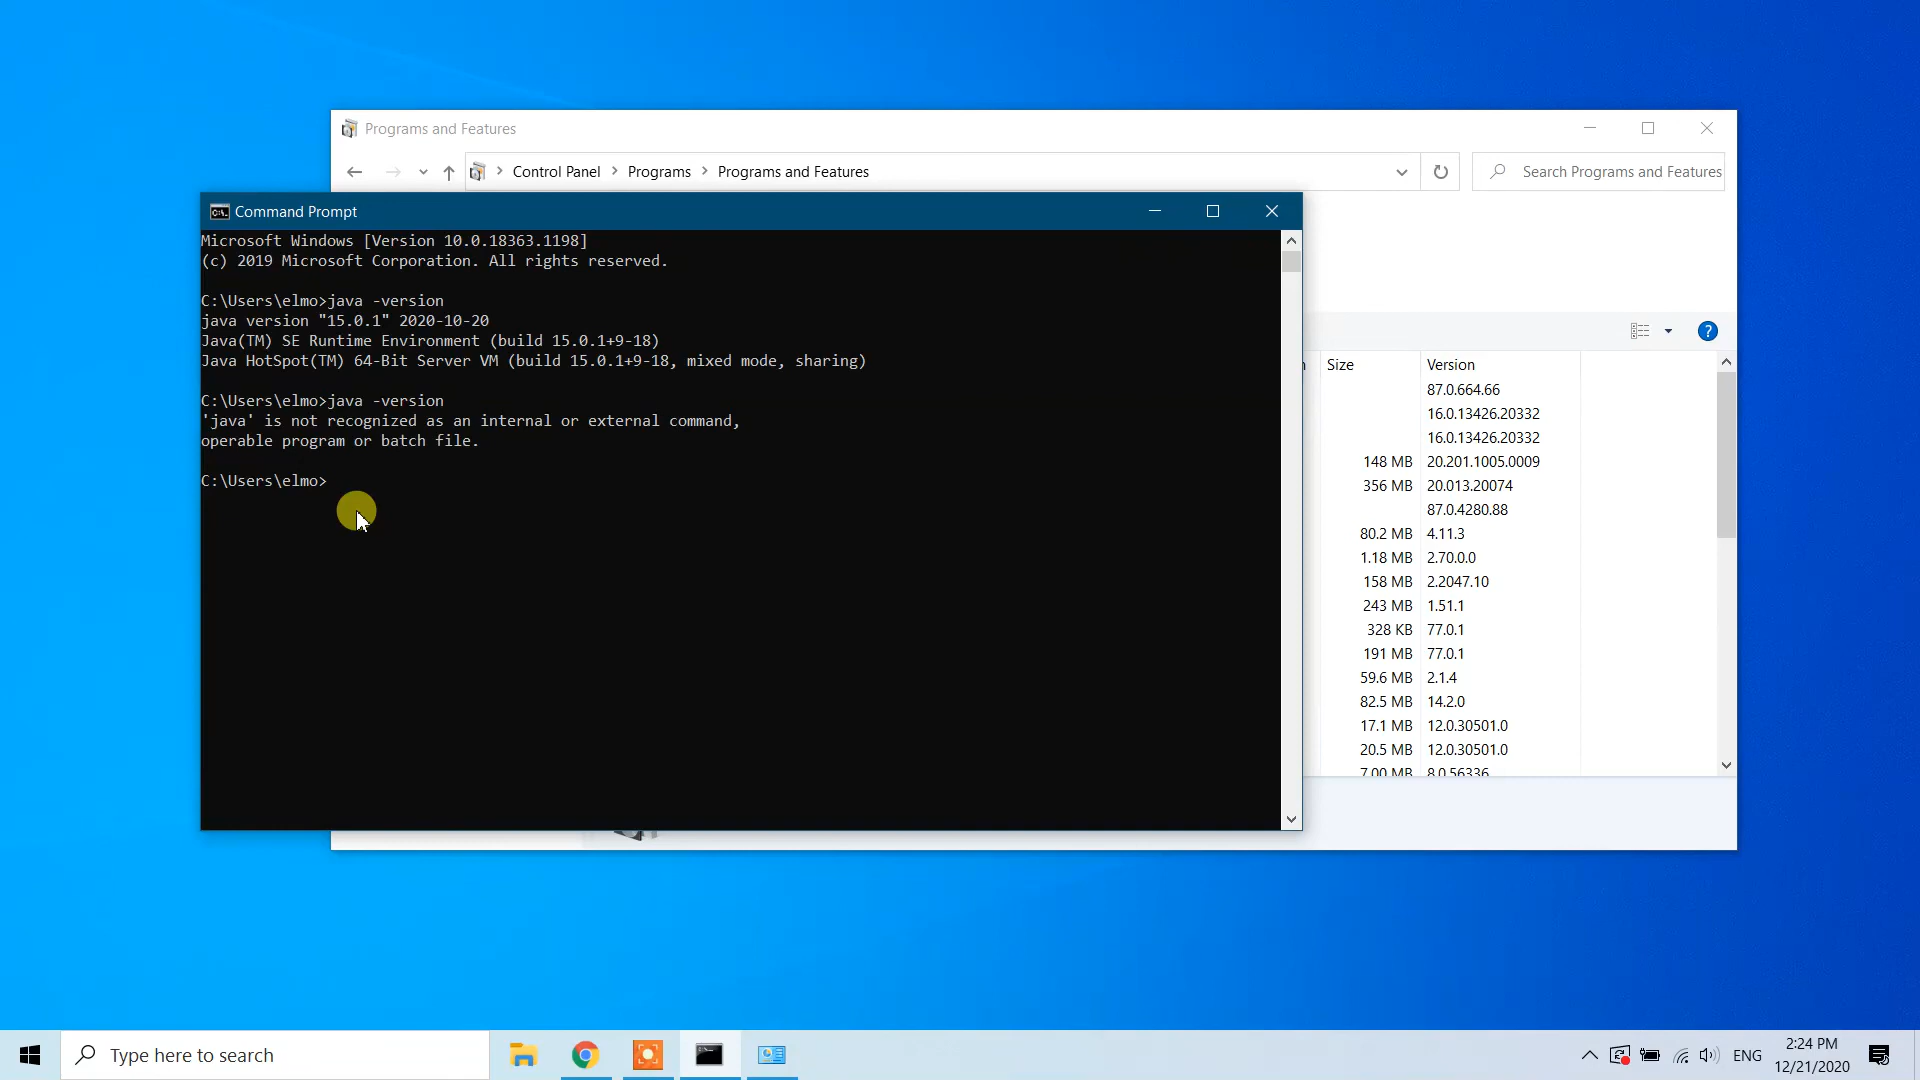 Programs and Features
Control Panel > Programs > Programs and Features
Search Programs and Features
Command Prompt
Microsoft Windows [Version 10.0.18363.1198]
(c) 2019 Microsoft Corporation. All rights reserved.
C:\Users\elmo>java -version
java version "15.0.1" 2020-10-20
Java(TM) SE Runtime Environment (build 15.0.1+9-18)
Java HotSpot(TM) 64-Bit Server VM (build 15.0.1+9-18, mixed mode, sharing)
C:\Users\elmo>java -version
'java' is not recognized as an internal or external command,
operable program or batch file.
C:\Users\elmo>
Size Version
87.0.664.66
16.0.13426.20332
16.0.13426.20332
148 MB 20.201.1005.0009
356 MB 20.013.20074
87.0.4280.88
80.2 MB 4.11.3
1.18 MB 2.70.0.0
158 MB 2.2047.10
243 MB 1.51.1
328 KB 77.0.1
191 MB 77.0.1
59.6 MB 2.1.4
82.5 MB 14.2.0
17.1 MB 12.0.30501.0
20.5 MB 12.0.30501.0
7.00 MB 8.0.56336
Type here to search
ENG
2:24 PM
12/21/2020